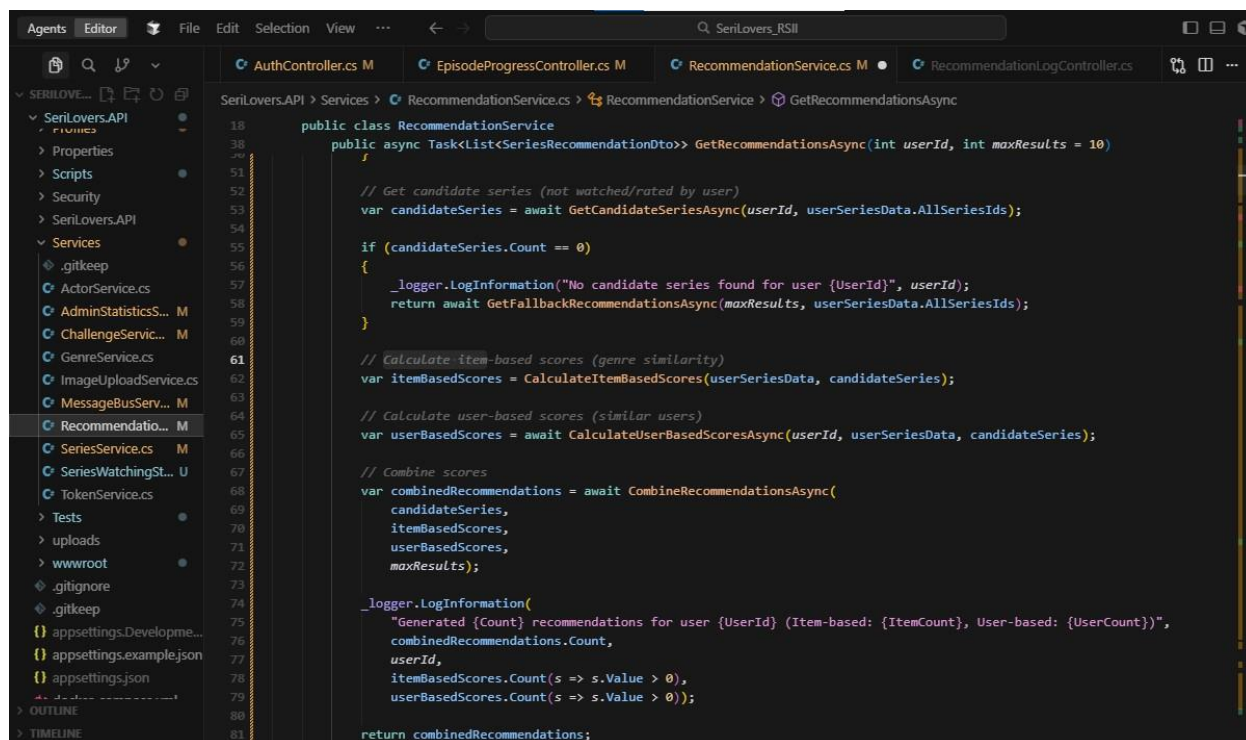 Agents Editor File Edit Selection View ... SeriLovers_RSII
AuthController.cs M EpisodeProgressController.cs M RecommendationService.cs M ● RecommendationLogController.cs ...
SERILOVE...
SeriLovers.API > Services > RecommendationService.cs > RecommendationService > GetRecommendationsAsync
SeriLovers.API
Profiles
> Properties
> Scripts
> Security
> SeriLovers.API
Services
.gitkeep
ActorService.cs
AdminStatisticsS... M
ChallengeServic... M
GenreService.cs
ImageUploadService.cs
MessageBusServ... M
Recommendatio... M
SeriesService.cs M
SeriesWatchingSt... U
TokenService.cs
> Tests
> uploads
> wwwroot
.gitignore
.gitkeep
{} appsettings.Developme...
{} appsettings.example.json
{} appsettings.json
> OUTLINE
> TIMELINE
18 public class RecommendationService
38 public async Task<List<SeriesRecommendationDto>> GetRecommendationsAsync(int userId, int maxResults = 10)
50 }
51
52 // Get candidate series (not watched/rated by user)
53 var candidateSeries = await GetCandidateSeriesAsync(userId, userSeriesData.AllSeriesIds);
54
55 if (candidateSeries.Count == 0)
56 {
57 _logger.LogInformation("No candidate series found for user {UserId}", userId);
58 return await GetFallbackRecommendationsAsync(maxResults, userSeriesData.AllSeriesIds);
59 }
60
61 // Calculate item-based scores (genre similarity)
62 var itemBasedScores = CalculateItemBasedScores(userSeriesData, candidateSeries);
63
64 // Calculate user-based scores (similar users)
65 var userBasedScores = await CalculateUserBasedScoresAsync(userId, userSeriesData, candidateSeries);
66
67 // Combine scores
68 var combinedRecommendations = await CombineRecommendationsAsync(
69 candidateSeries,
70 itemBasedScores,
71 userBasedScores,
72 maxResults);
73
74 _logger.LogInformation(
75 "Generated {Count} recommendations for user {UserId} (Item-based: {ItemCount}, User-based: {UserCount})",
76 combinedRecommendations.Count,
77 userId,
78 itemBasedScores.Count(s => s.Value > 0),
79 userBasedScores.Count(s => s.Value > 0));
80
81 return combinedRecommendations;